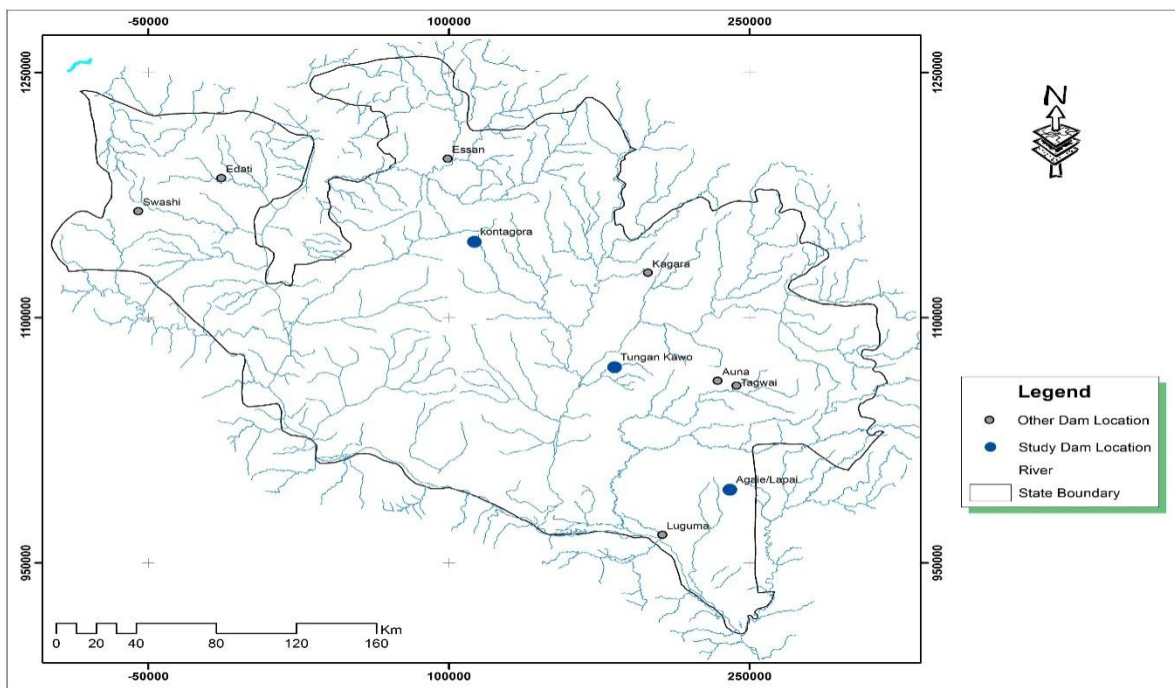 -50000 100000 250000
1250000 1250000
N
Essan
Edati
Swashi
kontagora
Kagara
1100000 1100000
Tungan Kawo
Auna
Tagwai
Legend
Other Dam Location
Study Dam Location
River
State Boundary
Agaie/Lapai
Luguma
950000 950000
Km
0 10 20 40 80 120 160
-50000 100000 250000